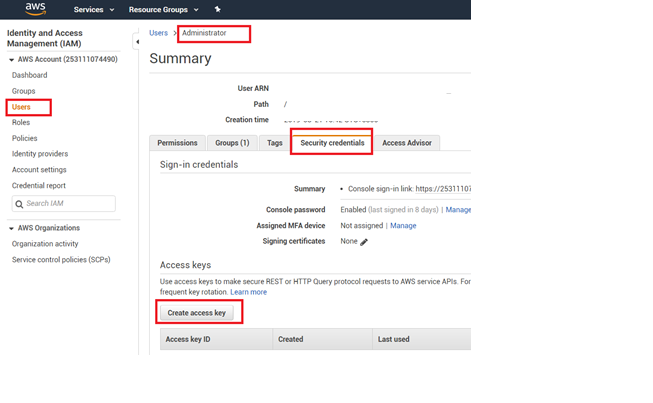 aws
Services
Resource Groups
Identity and Access
Management (IAM)
AWS Account (253111074490)
Dashboard
Groups
Users
Roles
Policies
Identity providers
Account settings
Credential report
Search IAM
AWS Organizations
Organization activity
Service control policies (SCPs)
Users > Administrator
Summary
User ARN
Path /
Creation time
Permissions Groups (1) Tags Security credentials Access Advisor
Sign-in credentials
Summary • Console sign-in link: https://25311107
Console password Enabled (last signed in 8 days) | Manage
Assigned MFA device Not assigned | Manage
Signing certificates None
Access keys
Use access keys to make secure REST or HTTP Query protocol requests to AWS service APIs. For
frequent key rotation. Learn more
Create access key
Access key ID Created Last used